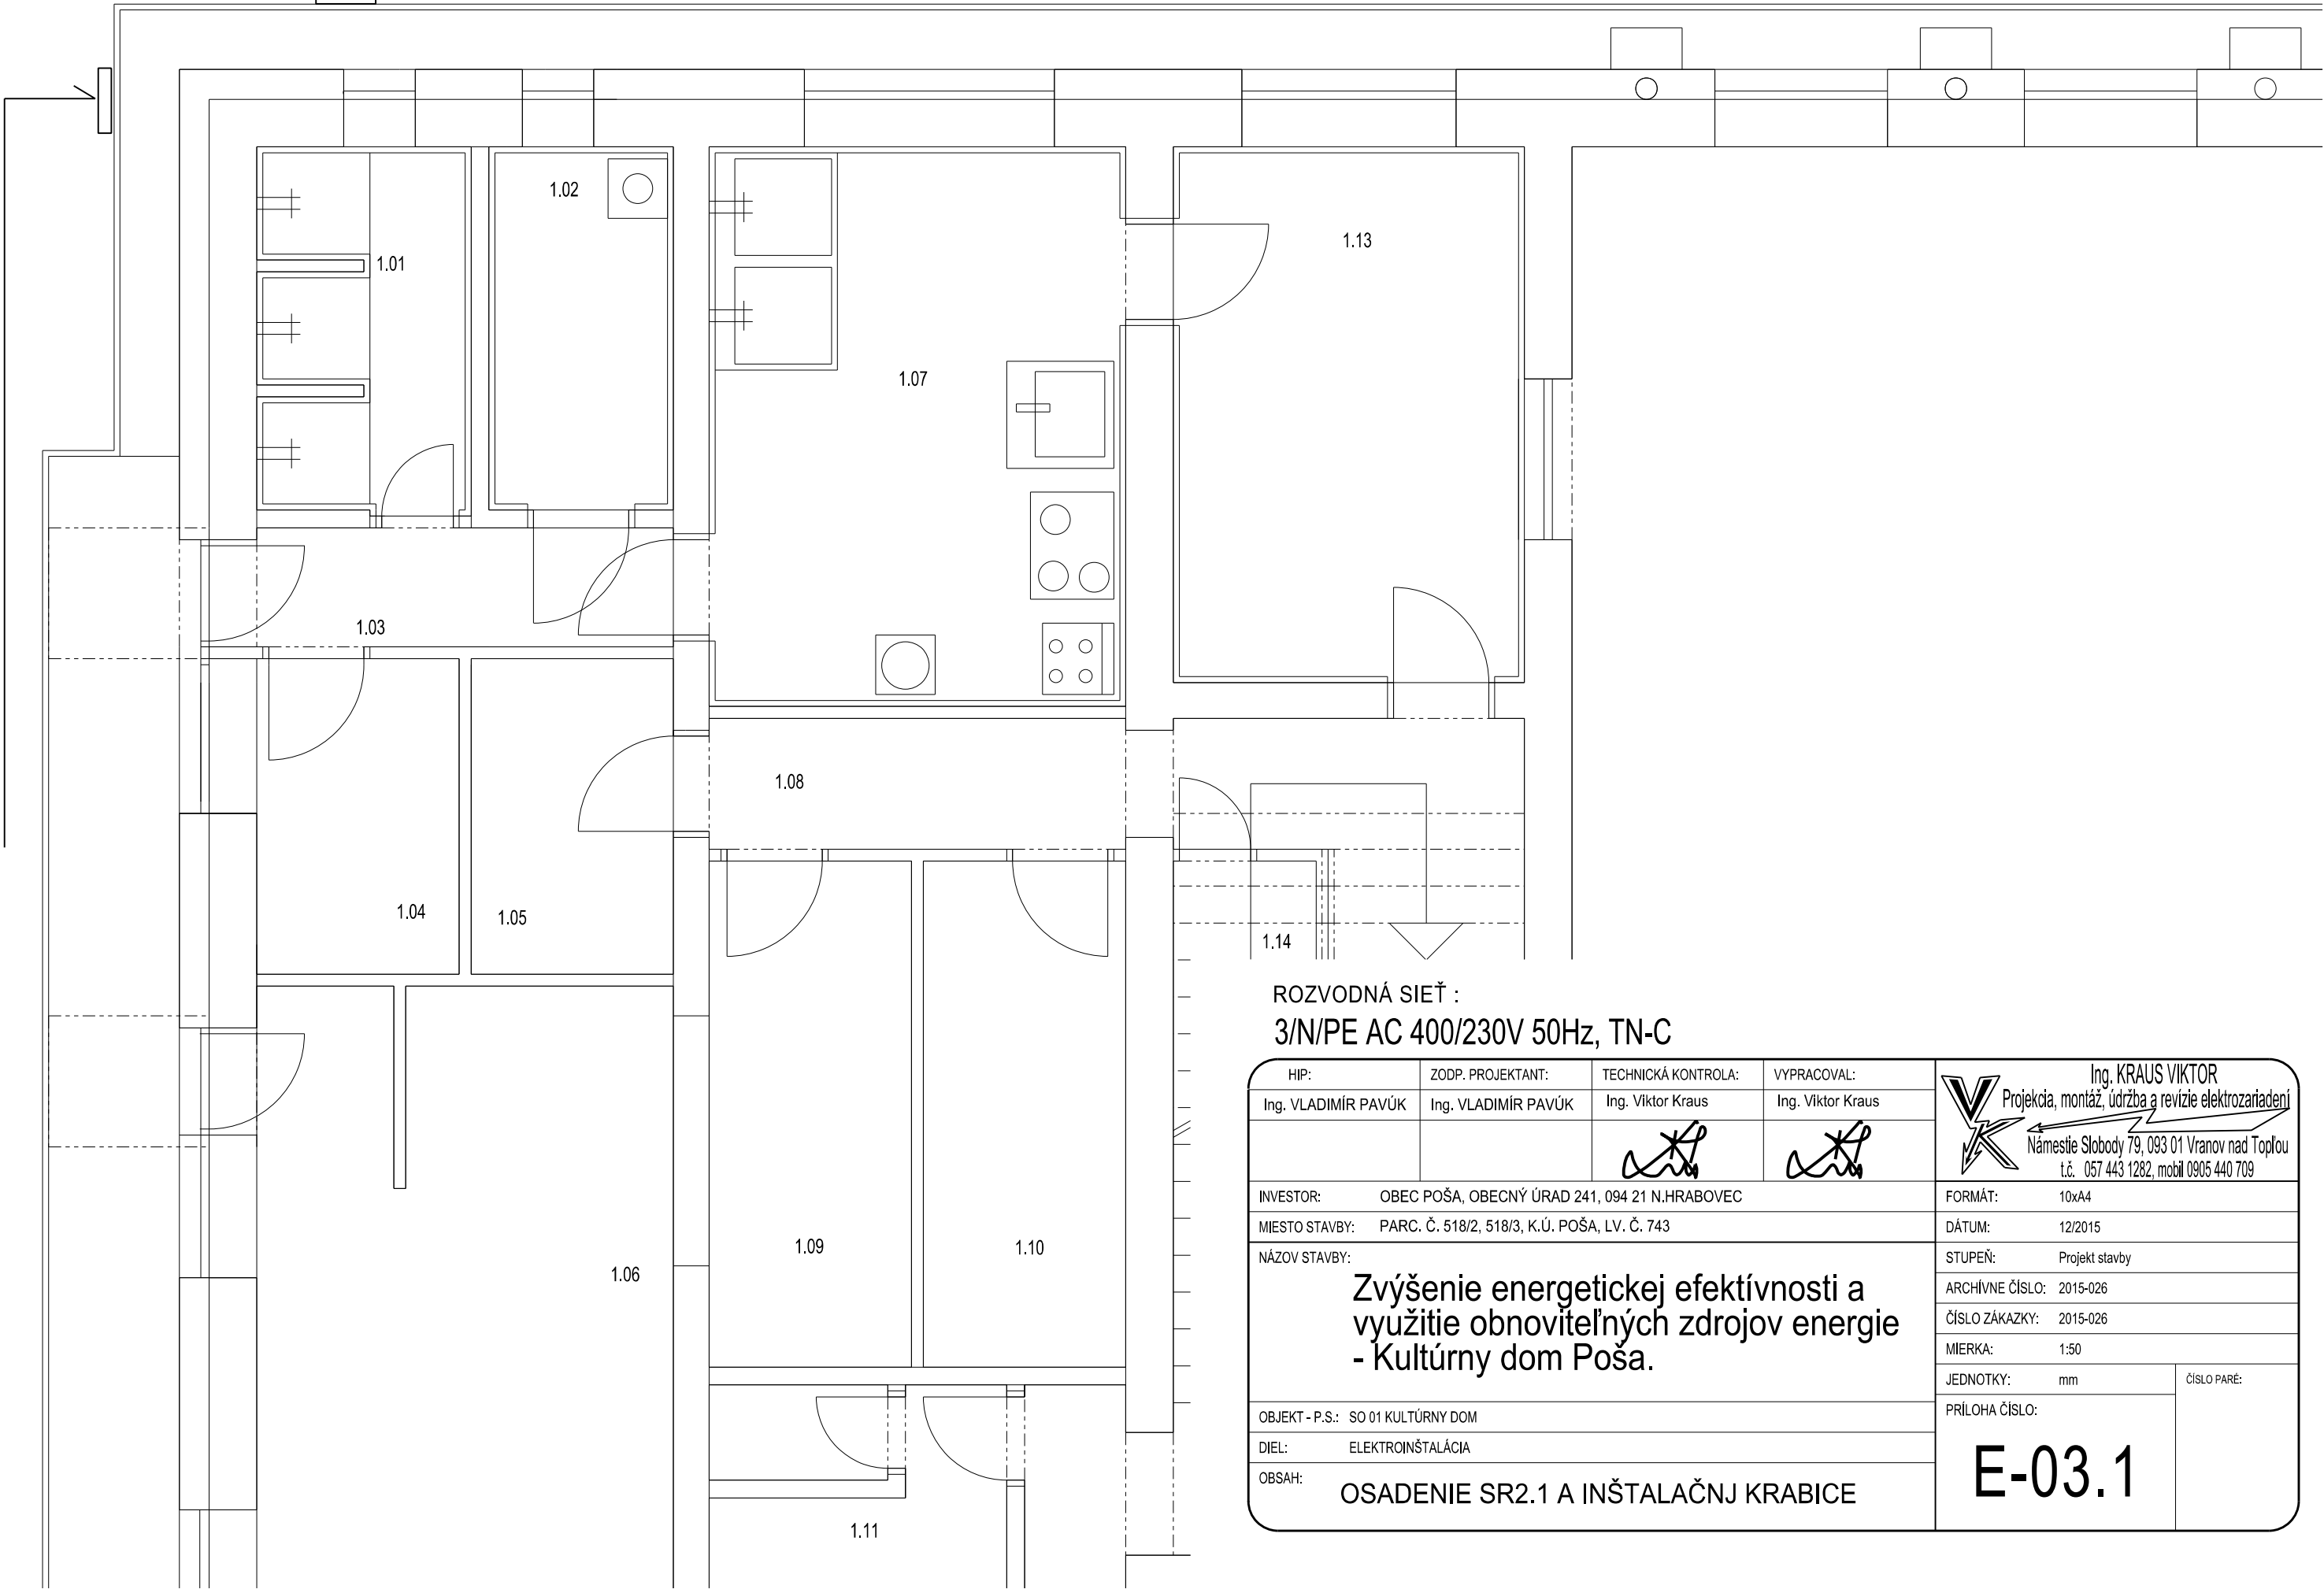 1.02
1.13
1.01
1.07
1.03
1.08
1.04
1.05
1.14
1.09
1.10
1.06
1.11
ROZVODNÁ SIEŤ :
3/N/PE AC 400/230V 50Hz, TN-C
HIP: ZODP. PROJEKTANT: TECHNICKÁ KONTROLA: VYPRACOVAL:
Ing. VLADIMÍR PAVÚK Ing. VLADIMÍR PAVÚK Ing. Viktor Kraus Ing. Viktor Kraus
VK
Ing. KRAUS VIKTOR
Projekcia, montáž, údržba a revízie elektrozariadení
Námestie Slobody 79, 093 01 Vranov nad Topľou
t.č. 057 443 1282, mobil 0905 440 709
INVESTOR: OBEC POŠA, OBECNÝ ÚRAD 241, 094 21 N.HRABOVEC
MIESTO STAVBY: PARC. Č. 518/2, 518/3, K.Ú. POŠA, LV. Č. 743
NÁZOV STAVBY:
Zvýšenie energetickej efektívnosti a
využitie obnoviteľných zdrojov energie
- Kultúrny dom Poša.
OBJEKT - P.S.: SO 01 KULTÚRNY DOM
DIEL: ELEKTROINŠTALÁCIA
OBSAH: OSADENIE SR2.1 A INŠTALAČNJ KRABICE
FORMÁT: 10xA4
DÁTUM: 12/2015
STUPEŇ: Projekt stavby
ARCHÍVNE ČÍSLO: 2015-026
ČÍSLO ZÁKAZKY: 2015-026
MIERKA: 1:50
JEDNOTKY: mm
ČÍSLO PARÉ:
PRÍLOHA ČÍSLO:
E-03.1